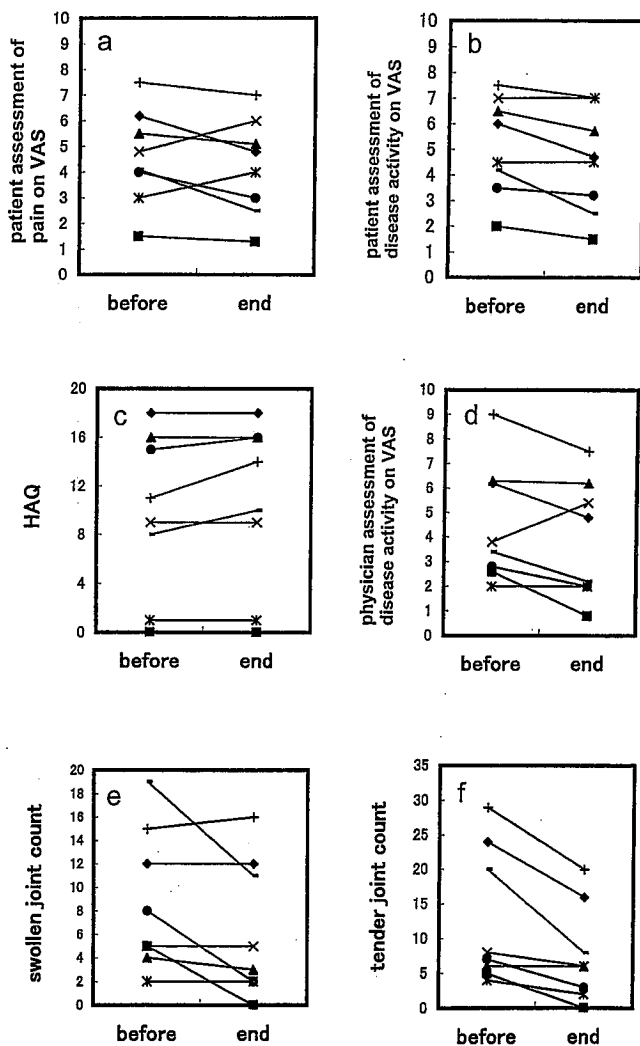 a
patient assessment of
pain on VAS
10
9
8
7
6
5
4
3
2
1
0
before end
b
patient assessment of
disease activity on VAS
10
9
8
7
6
5
4
3
2
1
0
before end
c
HAQ
20
16
12
8
4
0
before end
d
physician assessment of
disease activity on VAS
10
9
8
7
6
5
4
3
2
1
0
before end
e
swollen joint count
20
18
16
14
12
10
8
6
4
2
0
before end
f
tender joint count
35
30
25
20
15
10
5
0
before end